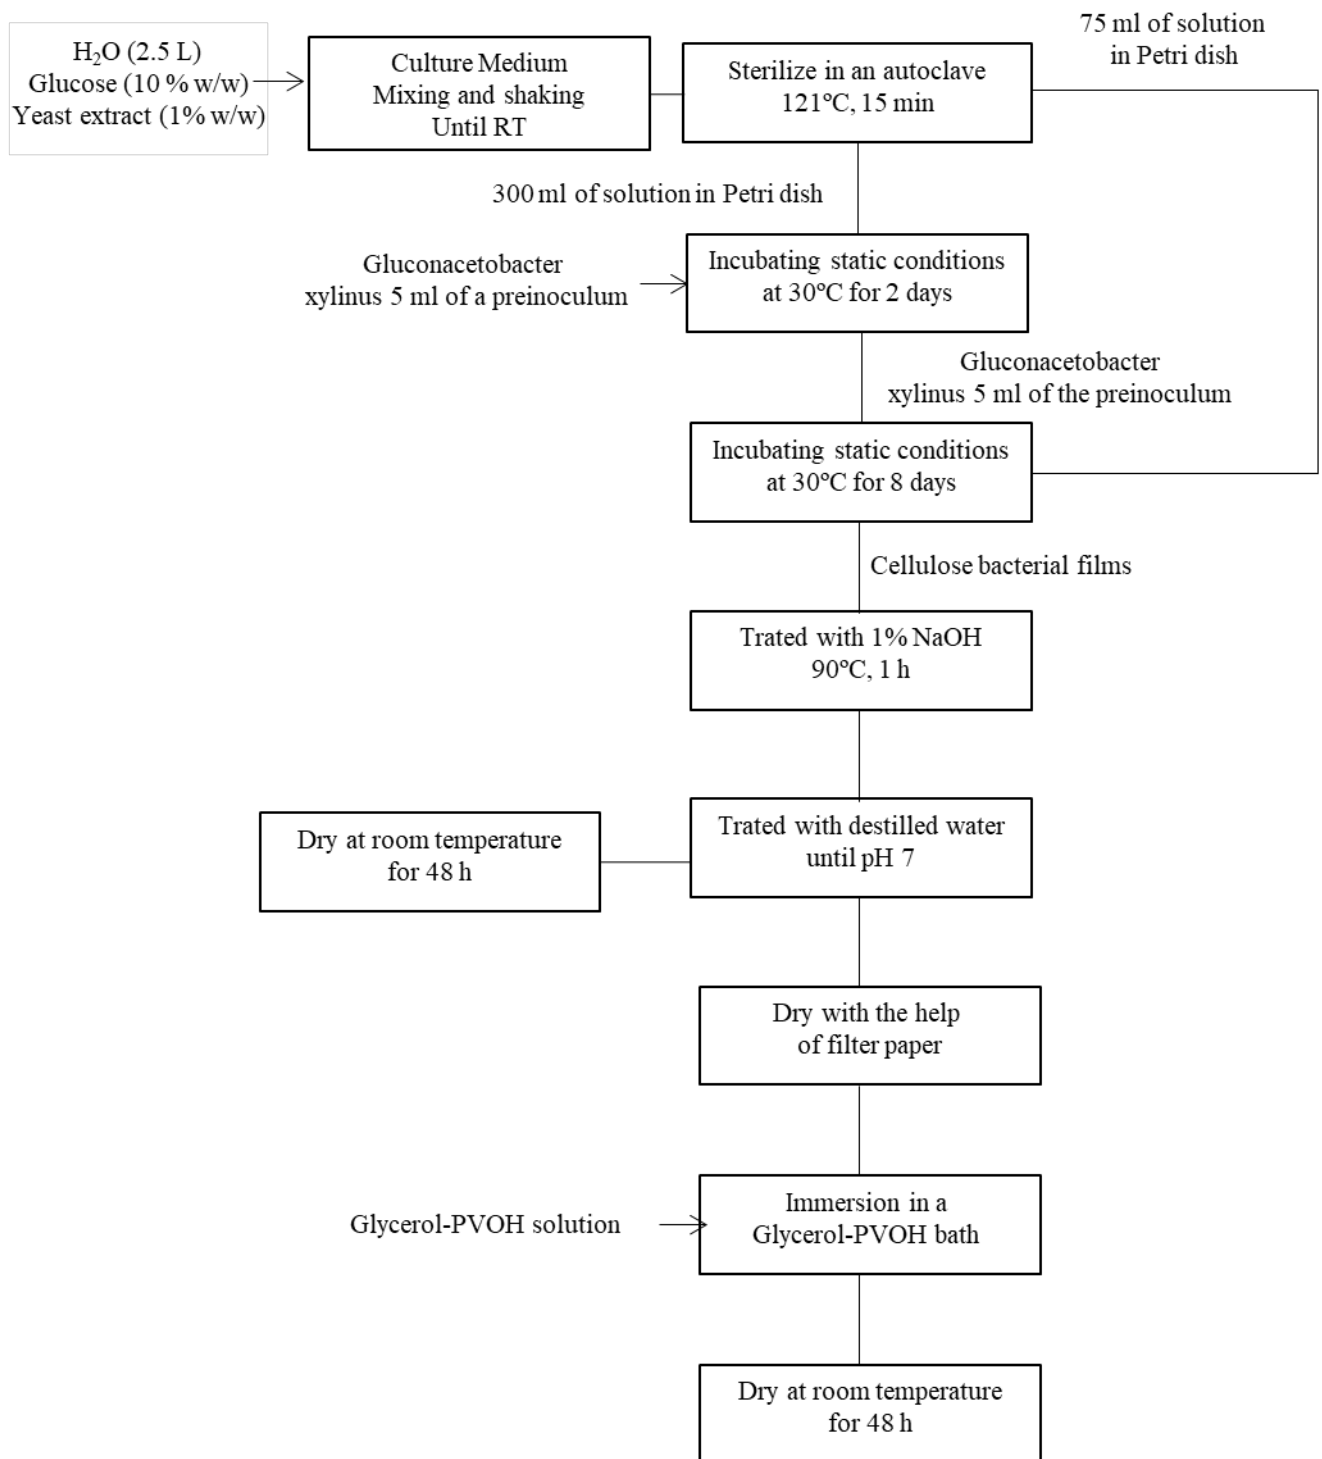 H₂O (2.5 L)
Glucose (10 % w/w)
Yeast extract (1% w/w)
Culture Medium
Mixing and shaking
Until RT
Sterilize in an autoclave
121ºC, 15 min
75 ml of solution
in Petri dish
300 ml of solution in Petri dish
Gluconacetobacter
xylinus 5 ml of a preinoculum
Incubating static conditions
at 30ºC for 2 days
Gluconacetobacter
xylinus 5 ml of the preinoculum
Incubating static conditions
at 30ºC for 8 days
Cellulose bacterial films
Trated with 1% NaOH
90ºC, 1 h
Dry at room temperature
for 48 h
Trated with destilled water
until pH 7
Dry with the help
of filter paper
Glycerol-PVOH solution
Immersion in a
Glycerol-PVOH bath
Dry at room temperature
for 48 h